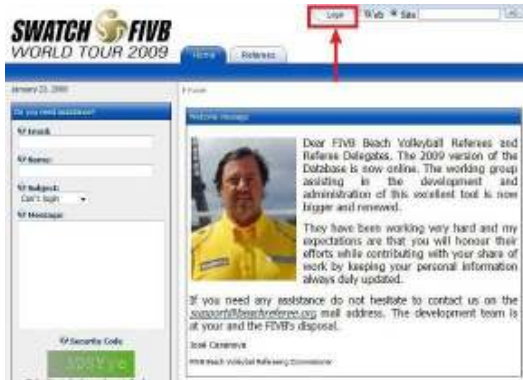 SWATCH FIVB
WORLD TOUR 2009
Login
Web Site
Home
Referees
January 23, 2009
Home
Do you need assistance?
Email:
Name:
Subject:
Can't login
Message:
Security Code
Welcome message
Dear FIVB Beach Volleyball Referees and
Referee Delegates. The 2009 version of the
Database is now online. The working group
assisting in the development and
administration of this excellent tool is now
bigger and renewed.
They have been working very hard and my
expectations are that you will honour their
efforts while contributing with your share of
work by keeping your personal information
always duly updated.
If you need any assistance do not hesitate to contact us on the
support@beachreferee.org mail address. The development team is
at your and the FIVB's disposal.
José Casanova
FIVB Beach Volleyball Refereeing Commissioner